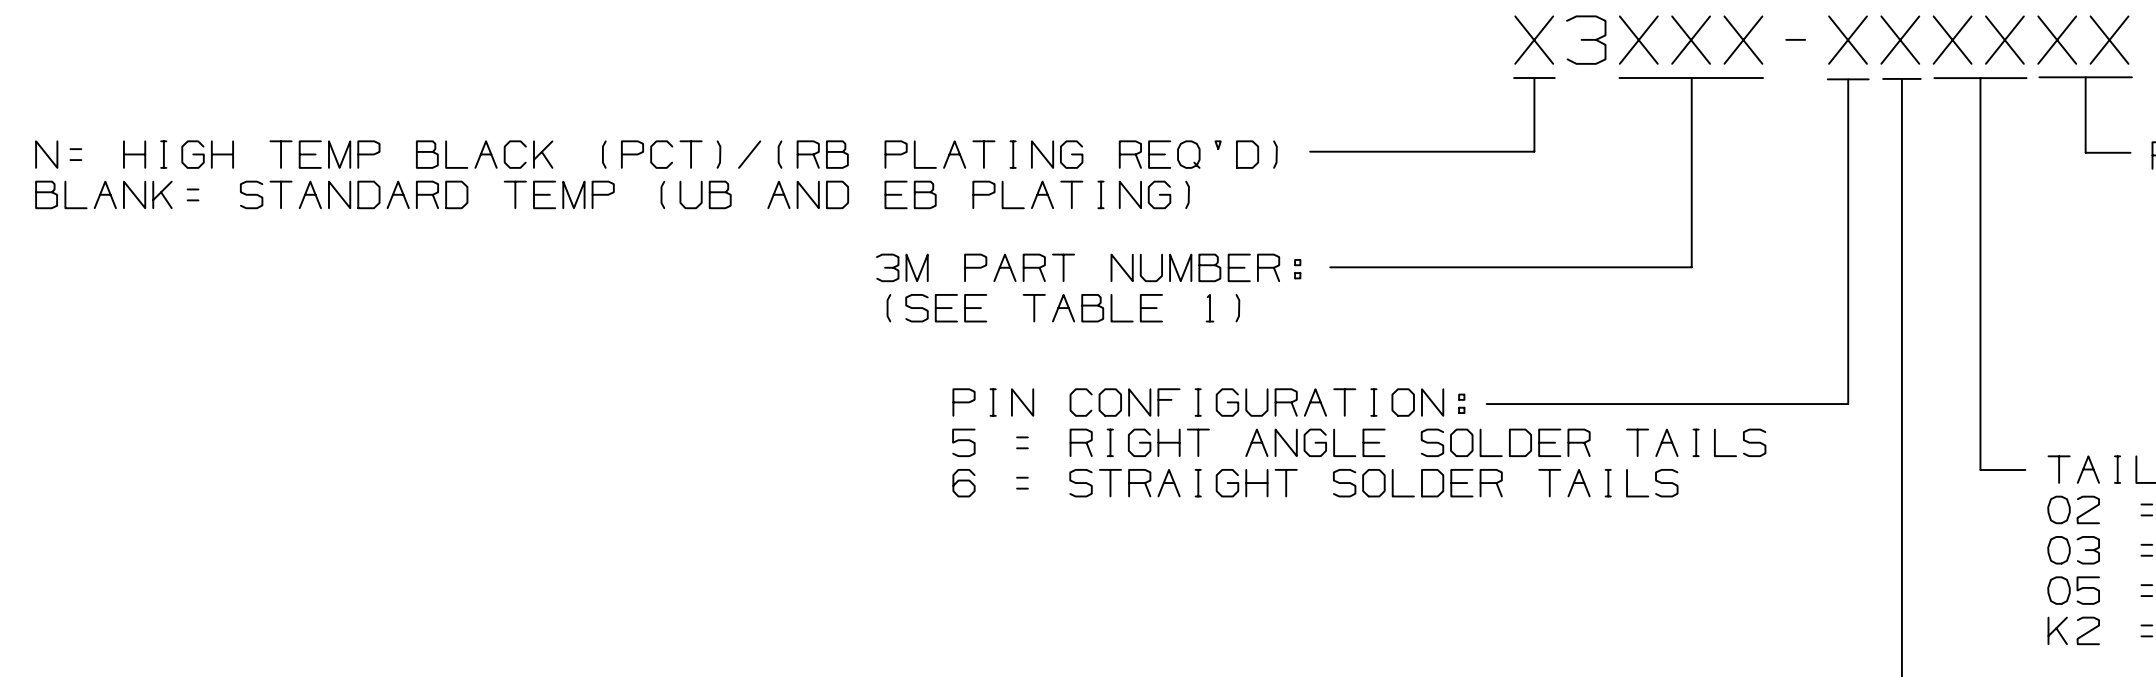 X3XXX-XXXXXX
N= HIGH TEMP BLACK (PCT)/(RB PLATING REQ'D)
BLANK= STANDARD TEMP (UB AND EB PLATING)
3M PART NUMBER:
(SEE TABLE 1)
PIN CONFIGURATION:
5 = RIGHT ANGLE SOLDER TAILS
6 = STRAIGHT SOLDER TAILS
TAIL
02 =
03 =
05 =
K2 =